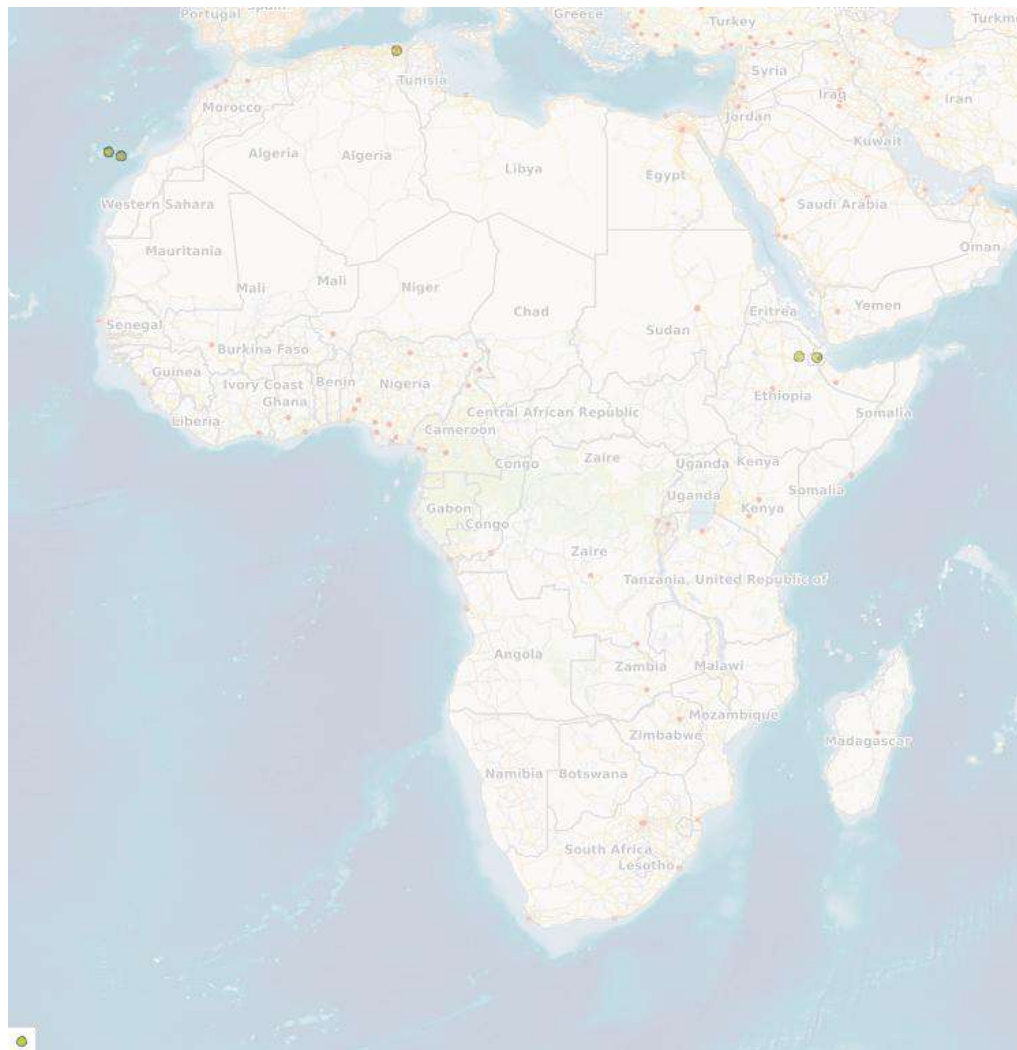 Portugal
Spain
Greece
Turkey
Turkm
Tunisia
Syria
Morocco
Iraq
Iran
Jordan
Algeria
Algeria
Kuwait
Libya
Egypt
Western Sahara
Saudi Arabia
Mauritania
Oman
Mali
Mali
Niger
Chad
Eritrea
Yemen
Senegal
Sudan
Burkina Faso
Guinea
Ivory Coast
Benin
Nigeria
Ethiopia
Ghana
Central African Republic
Somalia
Liberia
Cameroon
Congo
Zaire
Uganda
Kenya
Uganda
Somalia
Gabon
Kenya
Congo
Zaire
Tanzania, United Republic of
Angola
Zambia
Malawi
Mozambique
Zimbabwe
Madagascar
Namibia
Botswana
South Africa
Lesotho